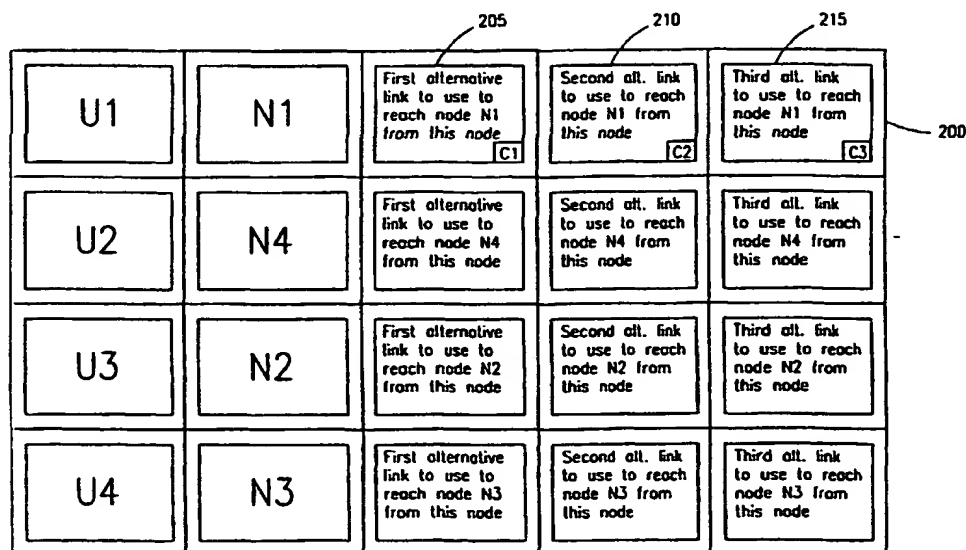 205
210
215
200
U1
N1
First alternative
link to use to
reach node N1
from this node
C1
Second alt. link
to use to reach
node N1 from
this node
C2
Third alt. link
to use to reach
node N1 from
this node
C3
U2
N4
First alternative
link to use to
reach node N4
from this node
Second alt. link
to use to reach
node N4 from
this node
Third alt. link
to use to reach
node N4 from
this node
U3
N2
First alternative
link to use to
reach node N2
from this node
Second alt. link
to use to reach
node N2 from
this node
Third alt. link
to use to reach
node N2 from
this node
U4
N3
First alternative
link to use to
reach node N3
from this node
Second alt. link
to use to reach
node N3 from
this node
Third alt. link
to use to reach
node N3 from
this node